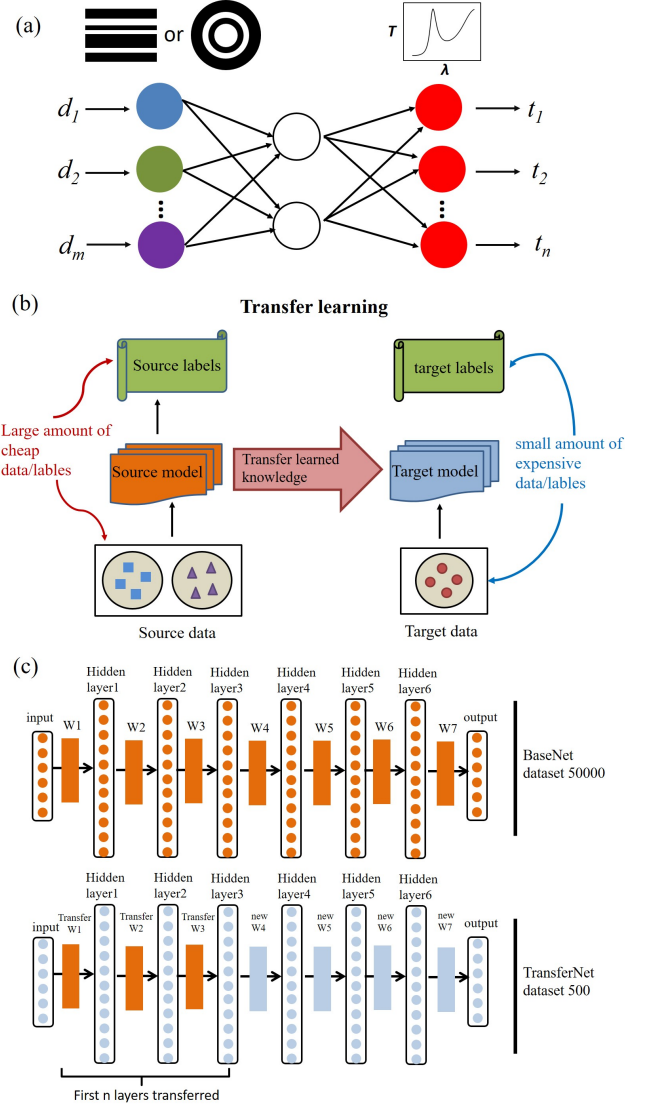 (a)
or
T
λ
d1
t1
d2
t2
dm
tn
(b)
Transfer learning
Source labels
target labels
Large amount of
cheap
data/lables
Source model
Transfer learned
knowledge
Target model
small amount of
expensive
data/lables
Source data
Target data
(c)
Hidden
layer1
Hidden
layer2
Hidden
layer3
Hidden
layer4
Hidden
layer5
Hidden
layer6
input
W1
W2
W3
W4
W5
W6
W7
output
BaseNet
dataset 50000
Hidden
layer1
Hidden
layer2
Hidden
layer3
Hidden
layer4
Hidden
layer5
Hidden
layer6
input
Transfer
W1
Transfer
W2
Transfer
W3
new
W4
new
W5
new
W6
new
W7
output
TransferNet
dataset 500
First n layers transferred